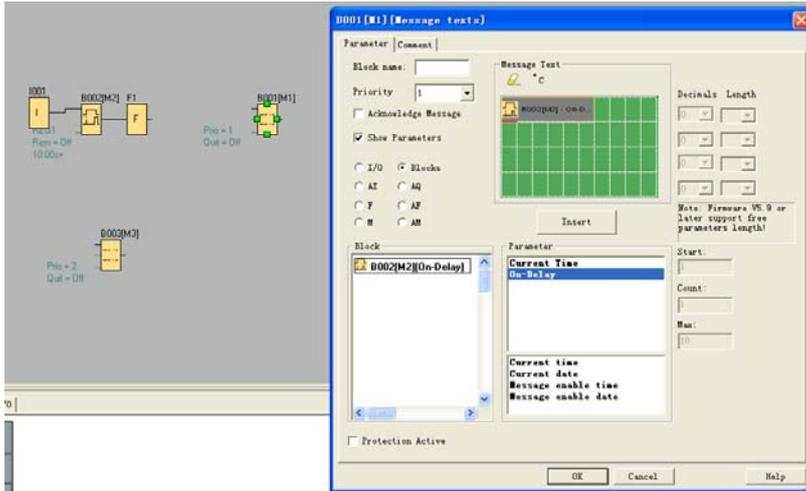 I001
B002[M2]
F1
I
F
Rem = Off
10:00s+
B001[M1]
Prio = 1
Quit = Off
B003[M3]
Prio = 2
Quit = Off
B001[M1][Message texts]
Parameter
Comment
Block name:
Priority
1
Acknowledge Message
Show Parameters
I/O
Blocks
AI
AQ
F
AF
M
AM
Message Text
°C
B002[M2] - On-D...
Insert
Decimals Length
0
0
0
0
Note: Firmware V5.9 or
later support free
parameters length!
Block
B002[M2][On-Delay]
Parameter
Current Time
On-Delay
Current time
Current date
Message enable time
Message enable date
Start:
1
Count:
1
Max:
10
Protection Active
OK
Cancel
Help